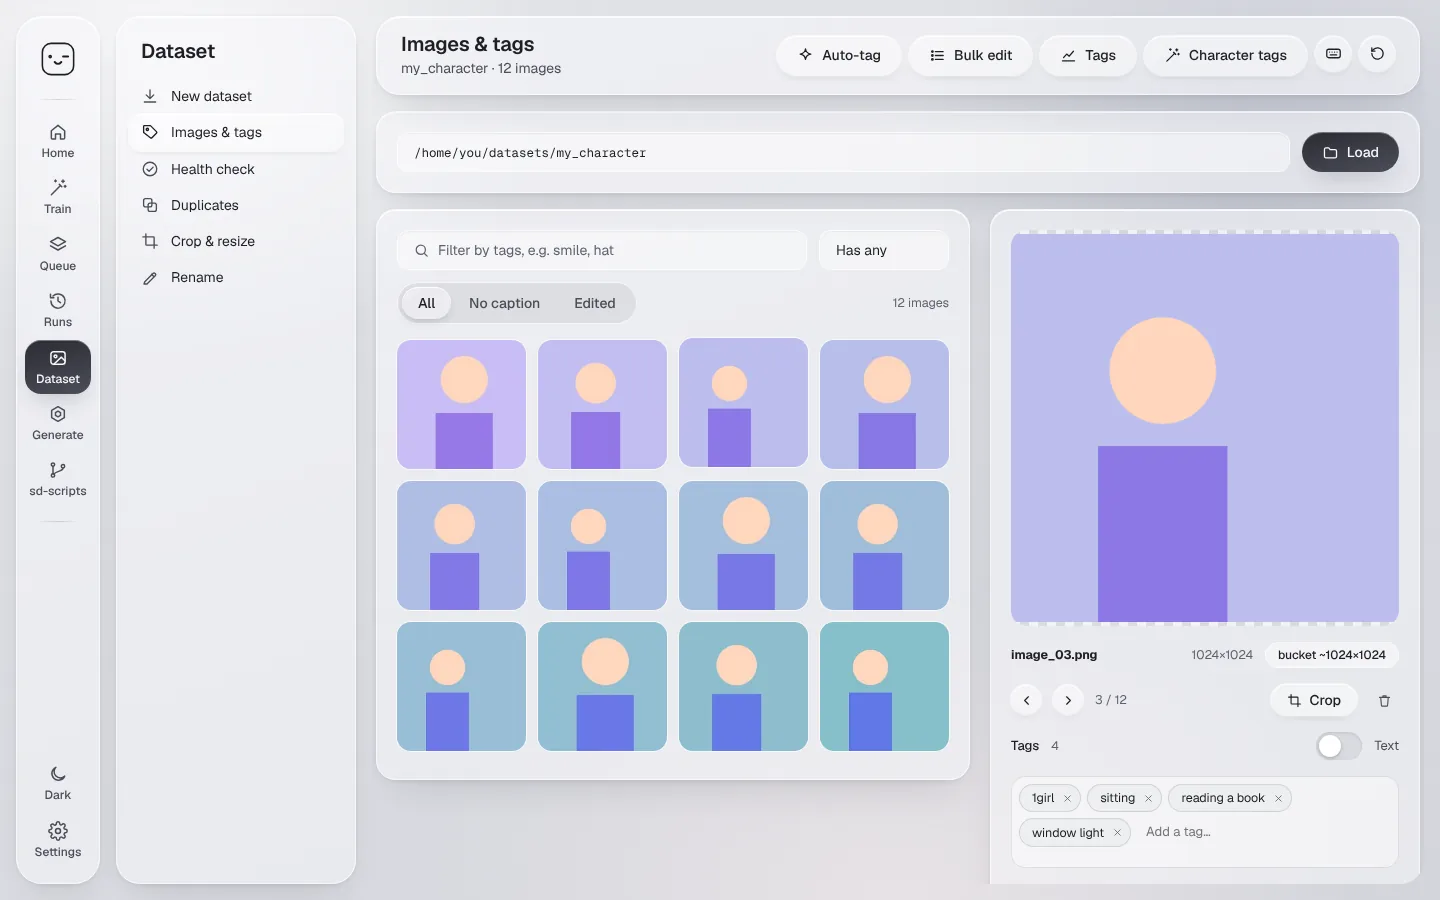 Home
Train
Queue
Runs
Dataset
Generate
sd-scripts
Dark
Settings
Dataset
New dataset
Images & tags
Health check
Duplicates
Crop & resize
Rename
Images & tags
my_character · 12 images
Auto-tag
Bulk edit
Tags
Character tags
/home/you/datasets/my_character
Load
Filter by tags, e.g. smile, hat
Has any
All
No caption
Edited
12 images
image_03.png
1024×1024
bucket ~1024×1024
3 / 12
Crop
Tags 4
Text
1girl ×
sitting ×
reading a book ×
window light ×
Add a tag…